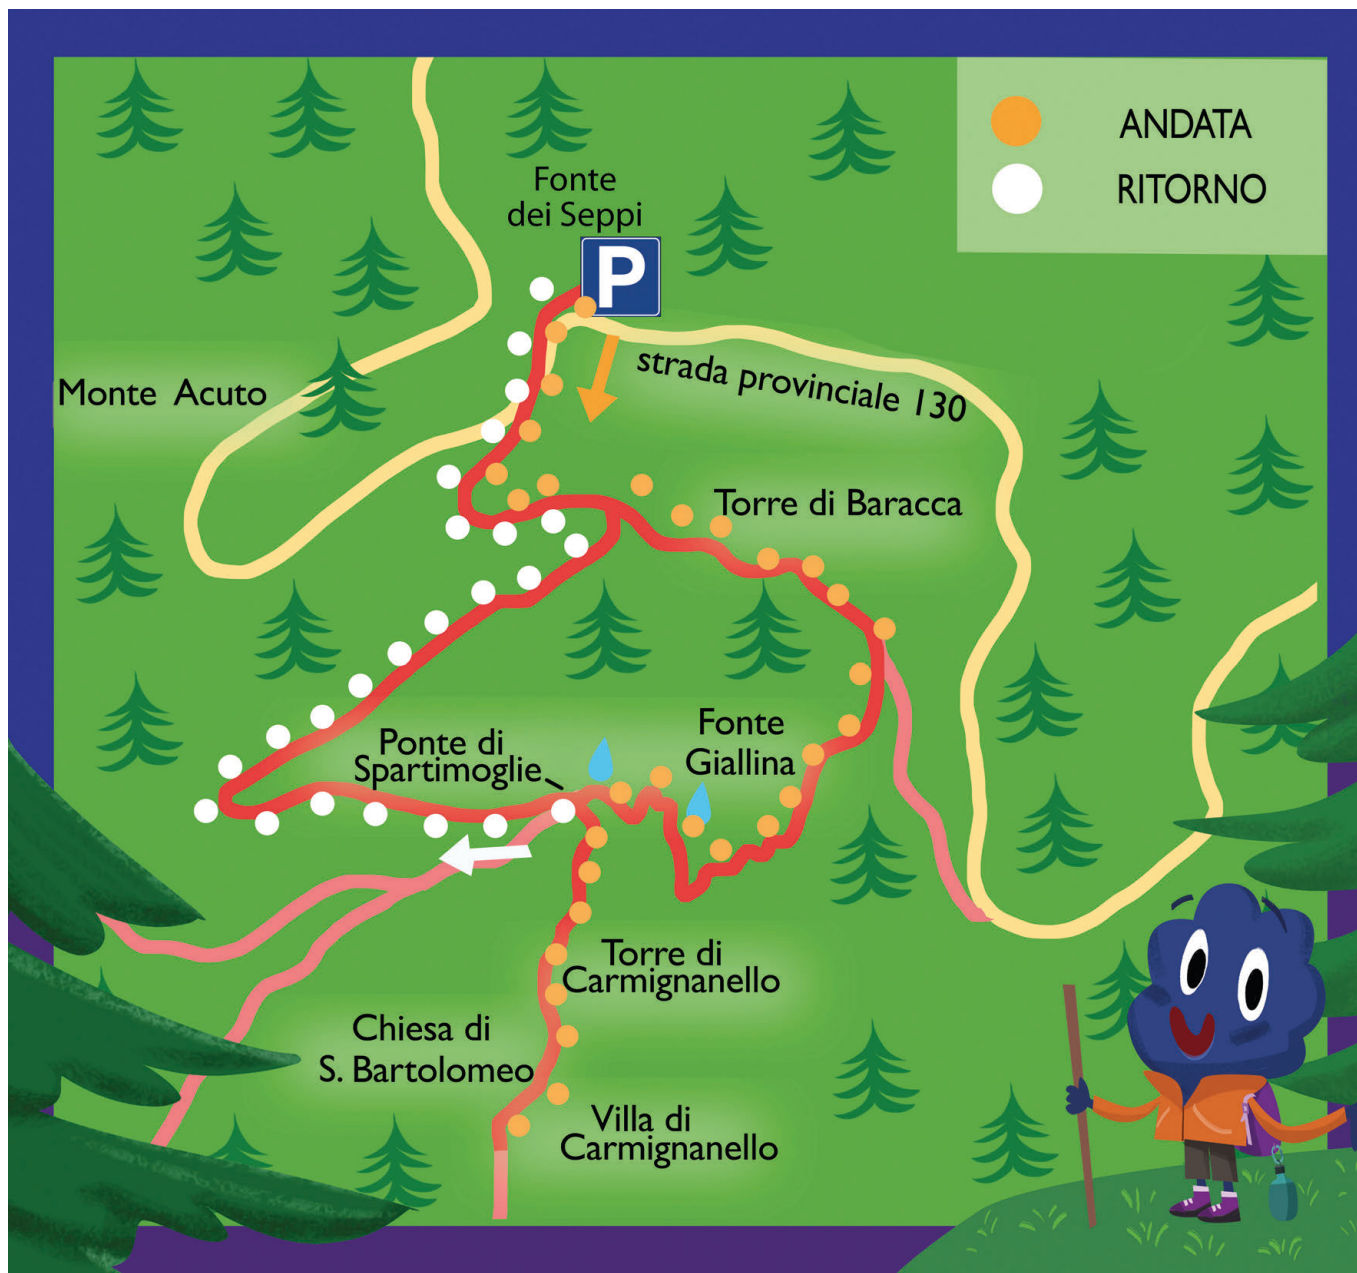 ANDATA
RITORNO
Fonte
dei Seppi
P
strada provinciale 130
Monte Acuto
Torre di Baracca
Fonte
Giallina
Ponte di
Spartimoglie
Torre di
Carmignanello
Chiesa di
S. Bartolomeo
Villa di
Carmignanello